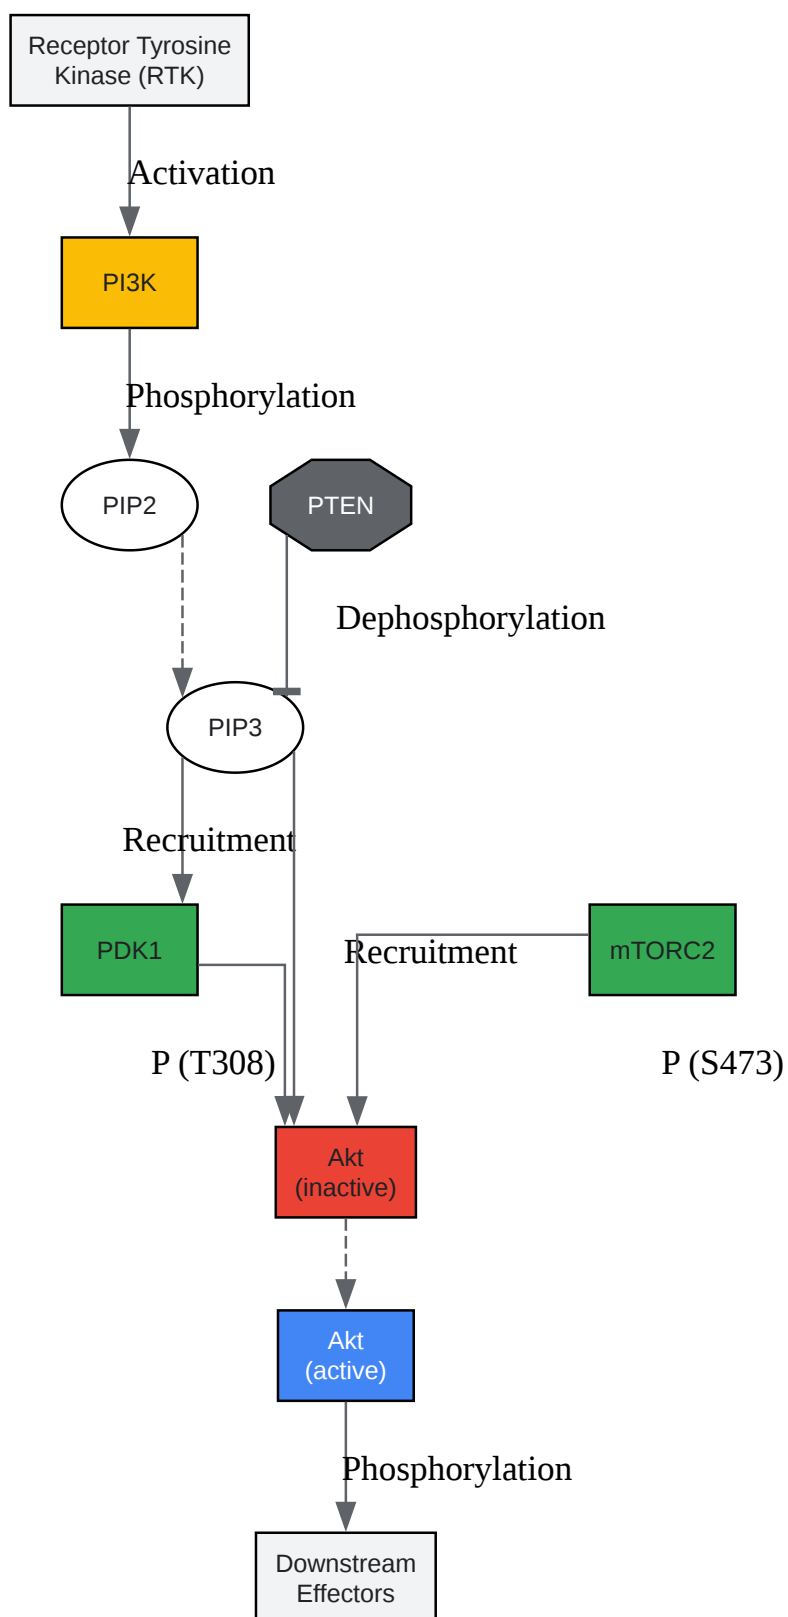 Receptor Tyrosine
Kinase (RTK)
Activation
PI3K
Phosphorylation
PIP2
PTEN
Dephosphorylation
PIP3
Recruitment
PDK1
Recruitment
mTORC2
P (T308)
P (S473)
Akt
(inactive)
Akt
(active)
Phosphorylation
Downstream
Effectors